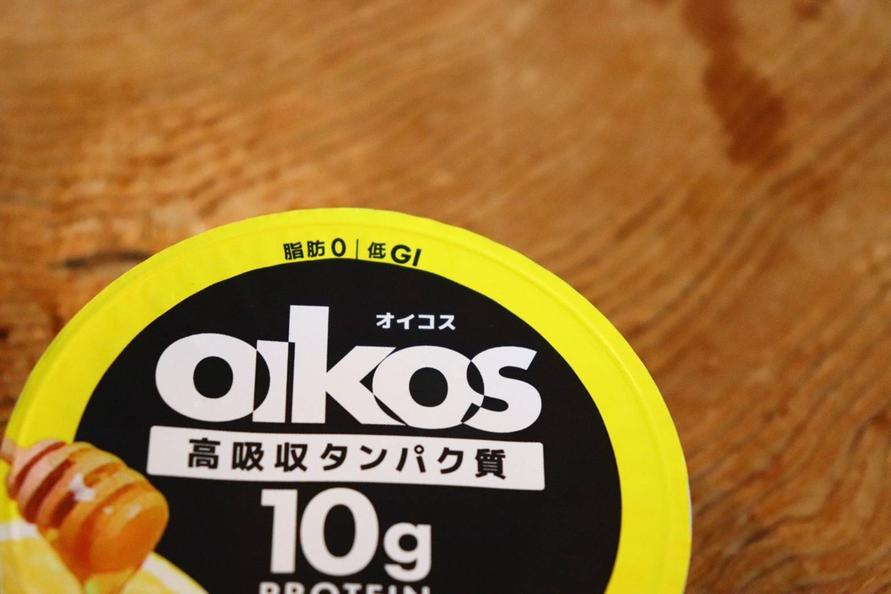 脂肪0|低GI
オイコス
oikos
高吸収タンパク質
10g
PROTEIN